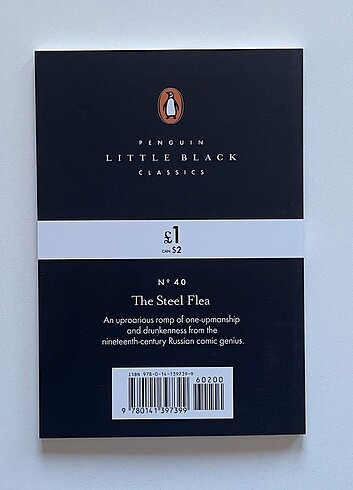 PENGUIN
LITTLE BLACK
CLASSICS
£1
CAN $2
Nº 40
The Steel Flea
An uproarious romp of one-upmanship
and drunkenness from the
nineteenth-century Russian comic genius.
ISBN 978-0-14-139739-9
60200
9 780141 397399